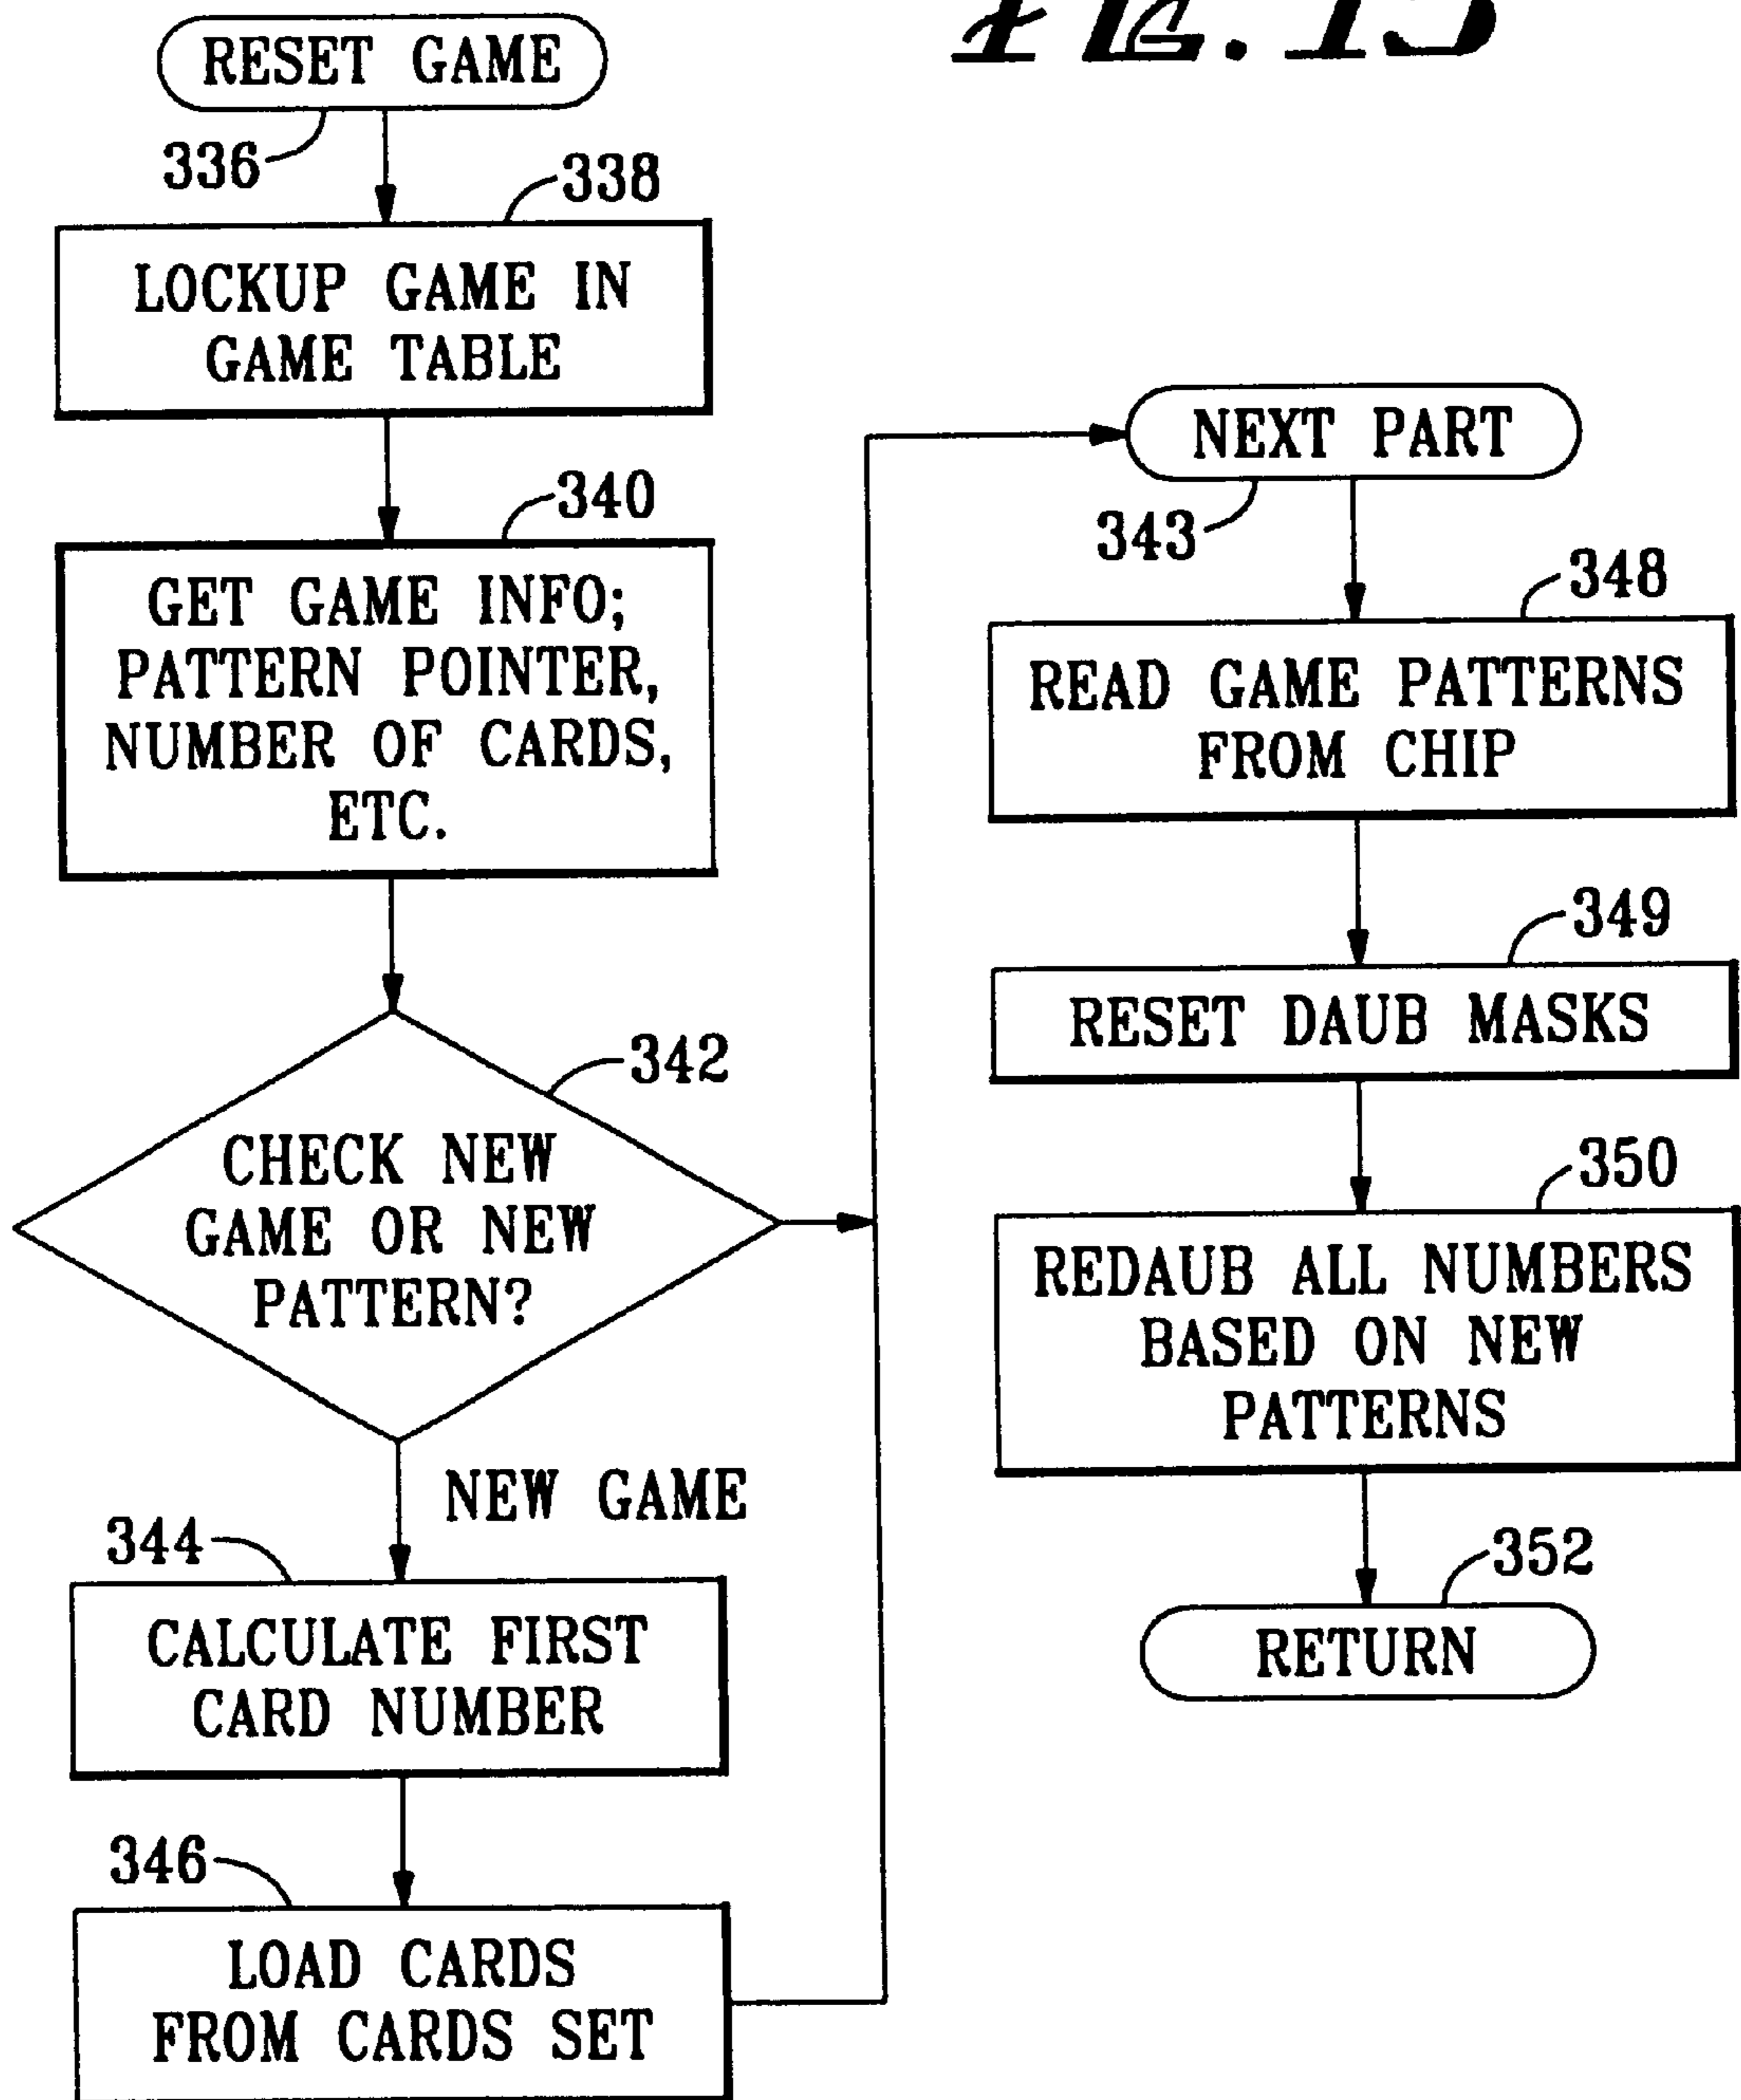 FIG. 15
RESET GAME
336
338
LOCKUP GAME IN
GAME TABLE
340
GET GAME INFO;
PATTERN POINTER,
NUMBER OF CARDS,
ETC.
342
CHECK NEW
GAME OR NEW
PATTERN?
NEW GAME
344
CALCULATE FIRST
CARD NUMBER
346
LOAD CARDS
FROM CARDS SET
NEXT PART
343
348
READ GAME PATTERNS
FROM CHIP
349
RESET DAUB MASKS
350
REDAUB ALL NUMBERS
BASED ON NEW
PATTERNS
352
RETURN